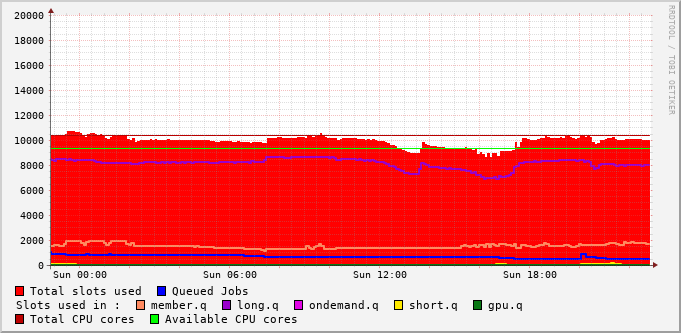 RRDTOOL / TOBI OETIKER
20000
18000
16000
14000
12000
10000
8000
6000
4000
2000
0
Sun 00:00 Sun 06:00 Sun 12:00 Sun 18:00
Total slots used Queued Jobs
Slots used in : member.q long.q ondemand.q short.q gpu.q
Total CPU cores Available CPU cores